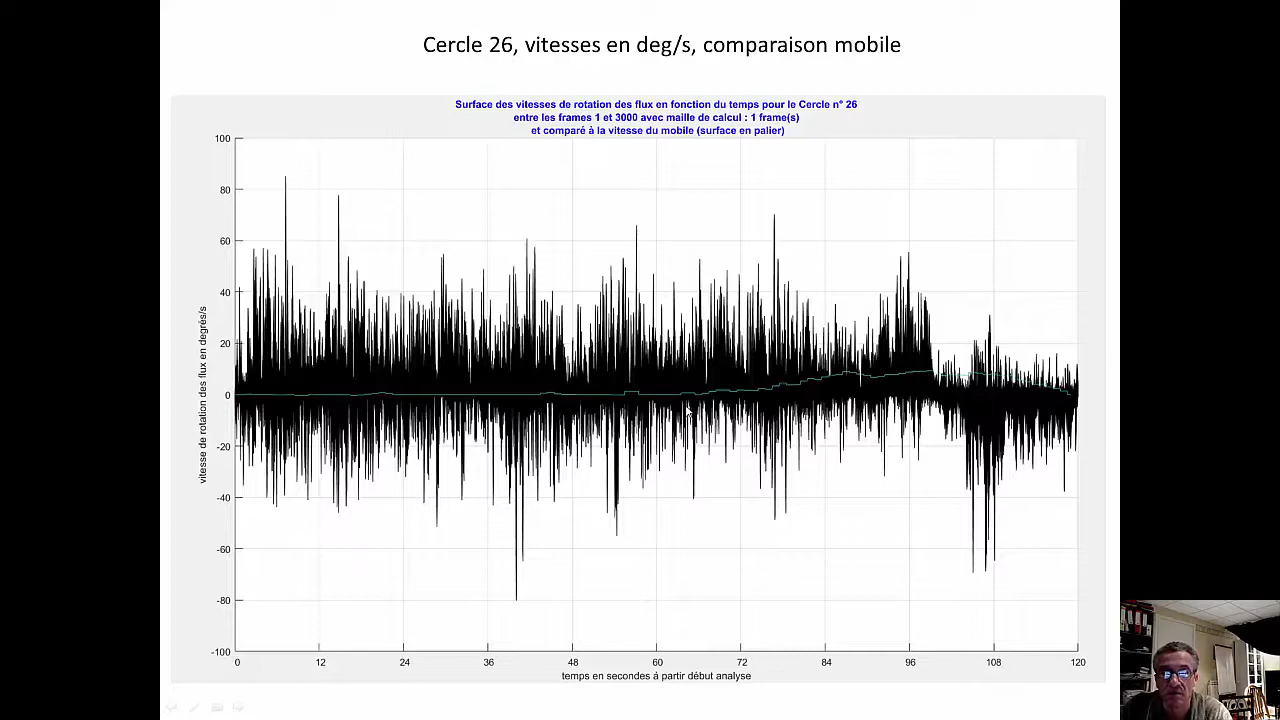 Cercle 26, vitesses en deg/s, comparaison mobile
Surface des vitesses de rotation des flux en fonction du temps pour le Cercle n° 26
entre les frames 1 et 3000 avec maille de calcul : 1 frame(s)
et comparé à la vitesse du mobile (surface en palier)
vitesse de rotation des flux en degrés/s
100
80
60
40
20
0
-20
-40
-60
-80
-100
0 12 24 36 48 60 72 84 96 108 120
temps en secondes à partir début analyse